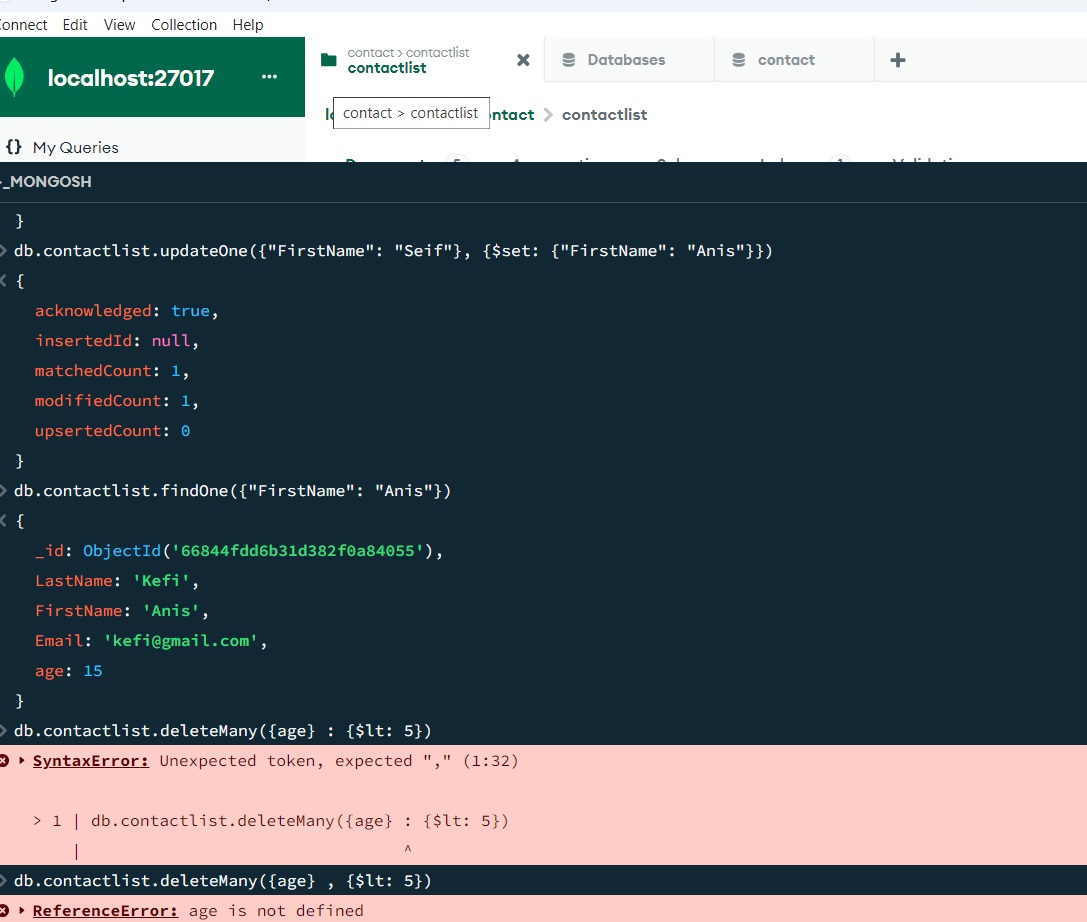 Connect Edit View Collection Help
localhost:27017 ...
contact > contactlist
contactlist
Databases
contact
contact > contactlist
ntact > contactlist
{} My Queries
>_MONGOSH
}
> db.contactlist.updateOne({"FirstName": "Seif"}, {$set: {"FirstName": "Anis"}})
< {
acknowledged: true,
insertedId: null,
matchedCount: 1,
modifiedCount: 1,
upsertedCount: 0
}
> db.contactlist.findOne({"FirstName": "Anis"})
< {
_id: ObjectId('66844fdd6b31d382f0a84055'),
LastName: 'Kefi',
FirstName: 'Anis',
Email: 'kefi@gmail.com',
age: 15
}
> db.contactlist.deleteMany({age} : {$lt: 5})
SyntaxError: Unexpected token, expected "," (1:32)
> 1 | db.contactlist.deleteMany({age} : {$lt: 5})
| ^
> db.contactlist.deleteMany({age} , {$lt: 5})
ReferenceError: age is not defined